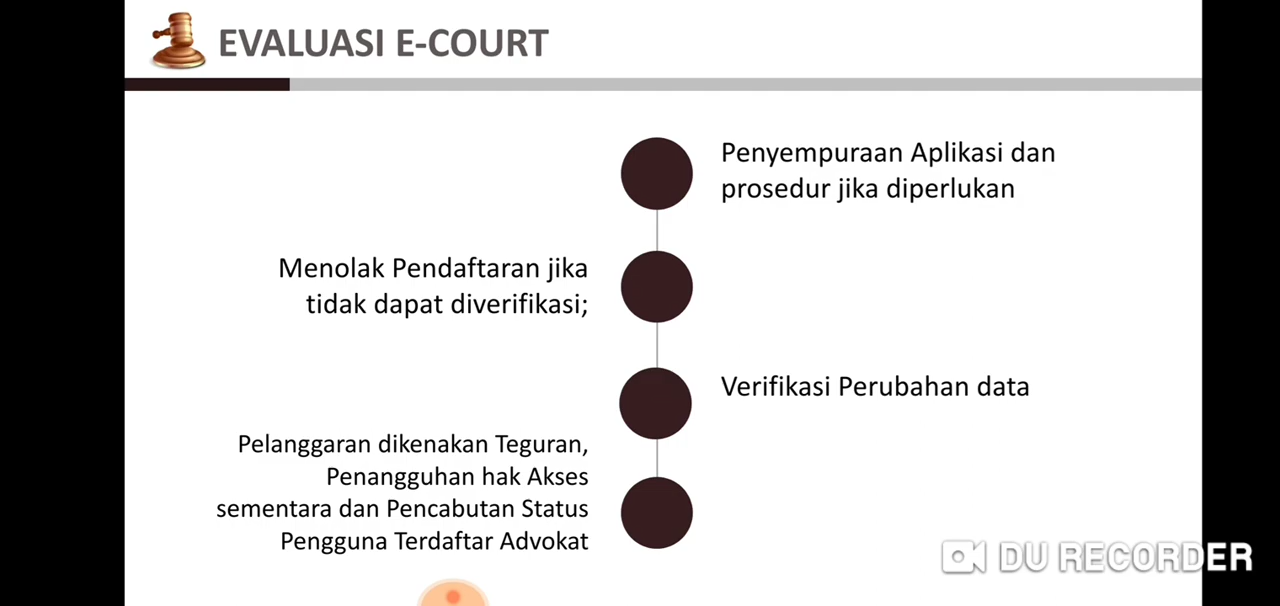 EVALUASI E-COURT
Penyempuraan Aplikasi dan
prosedur jika diperlukan
Menolak Pendaftaran jika
tidak dapat diverifikasi;
Verifikasi Perubahan data
Pelanggaran dikenakan Teguran,
Penangguhan hak Akses
sementara dan Pencabutan Status
Pengguna Terdaftar Advokat
DU RECORDER